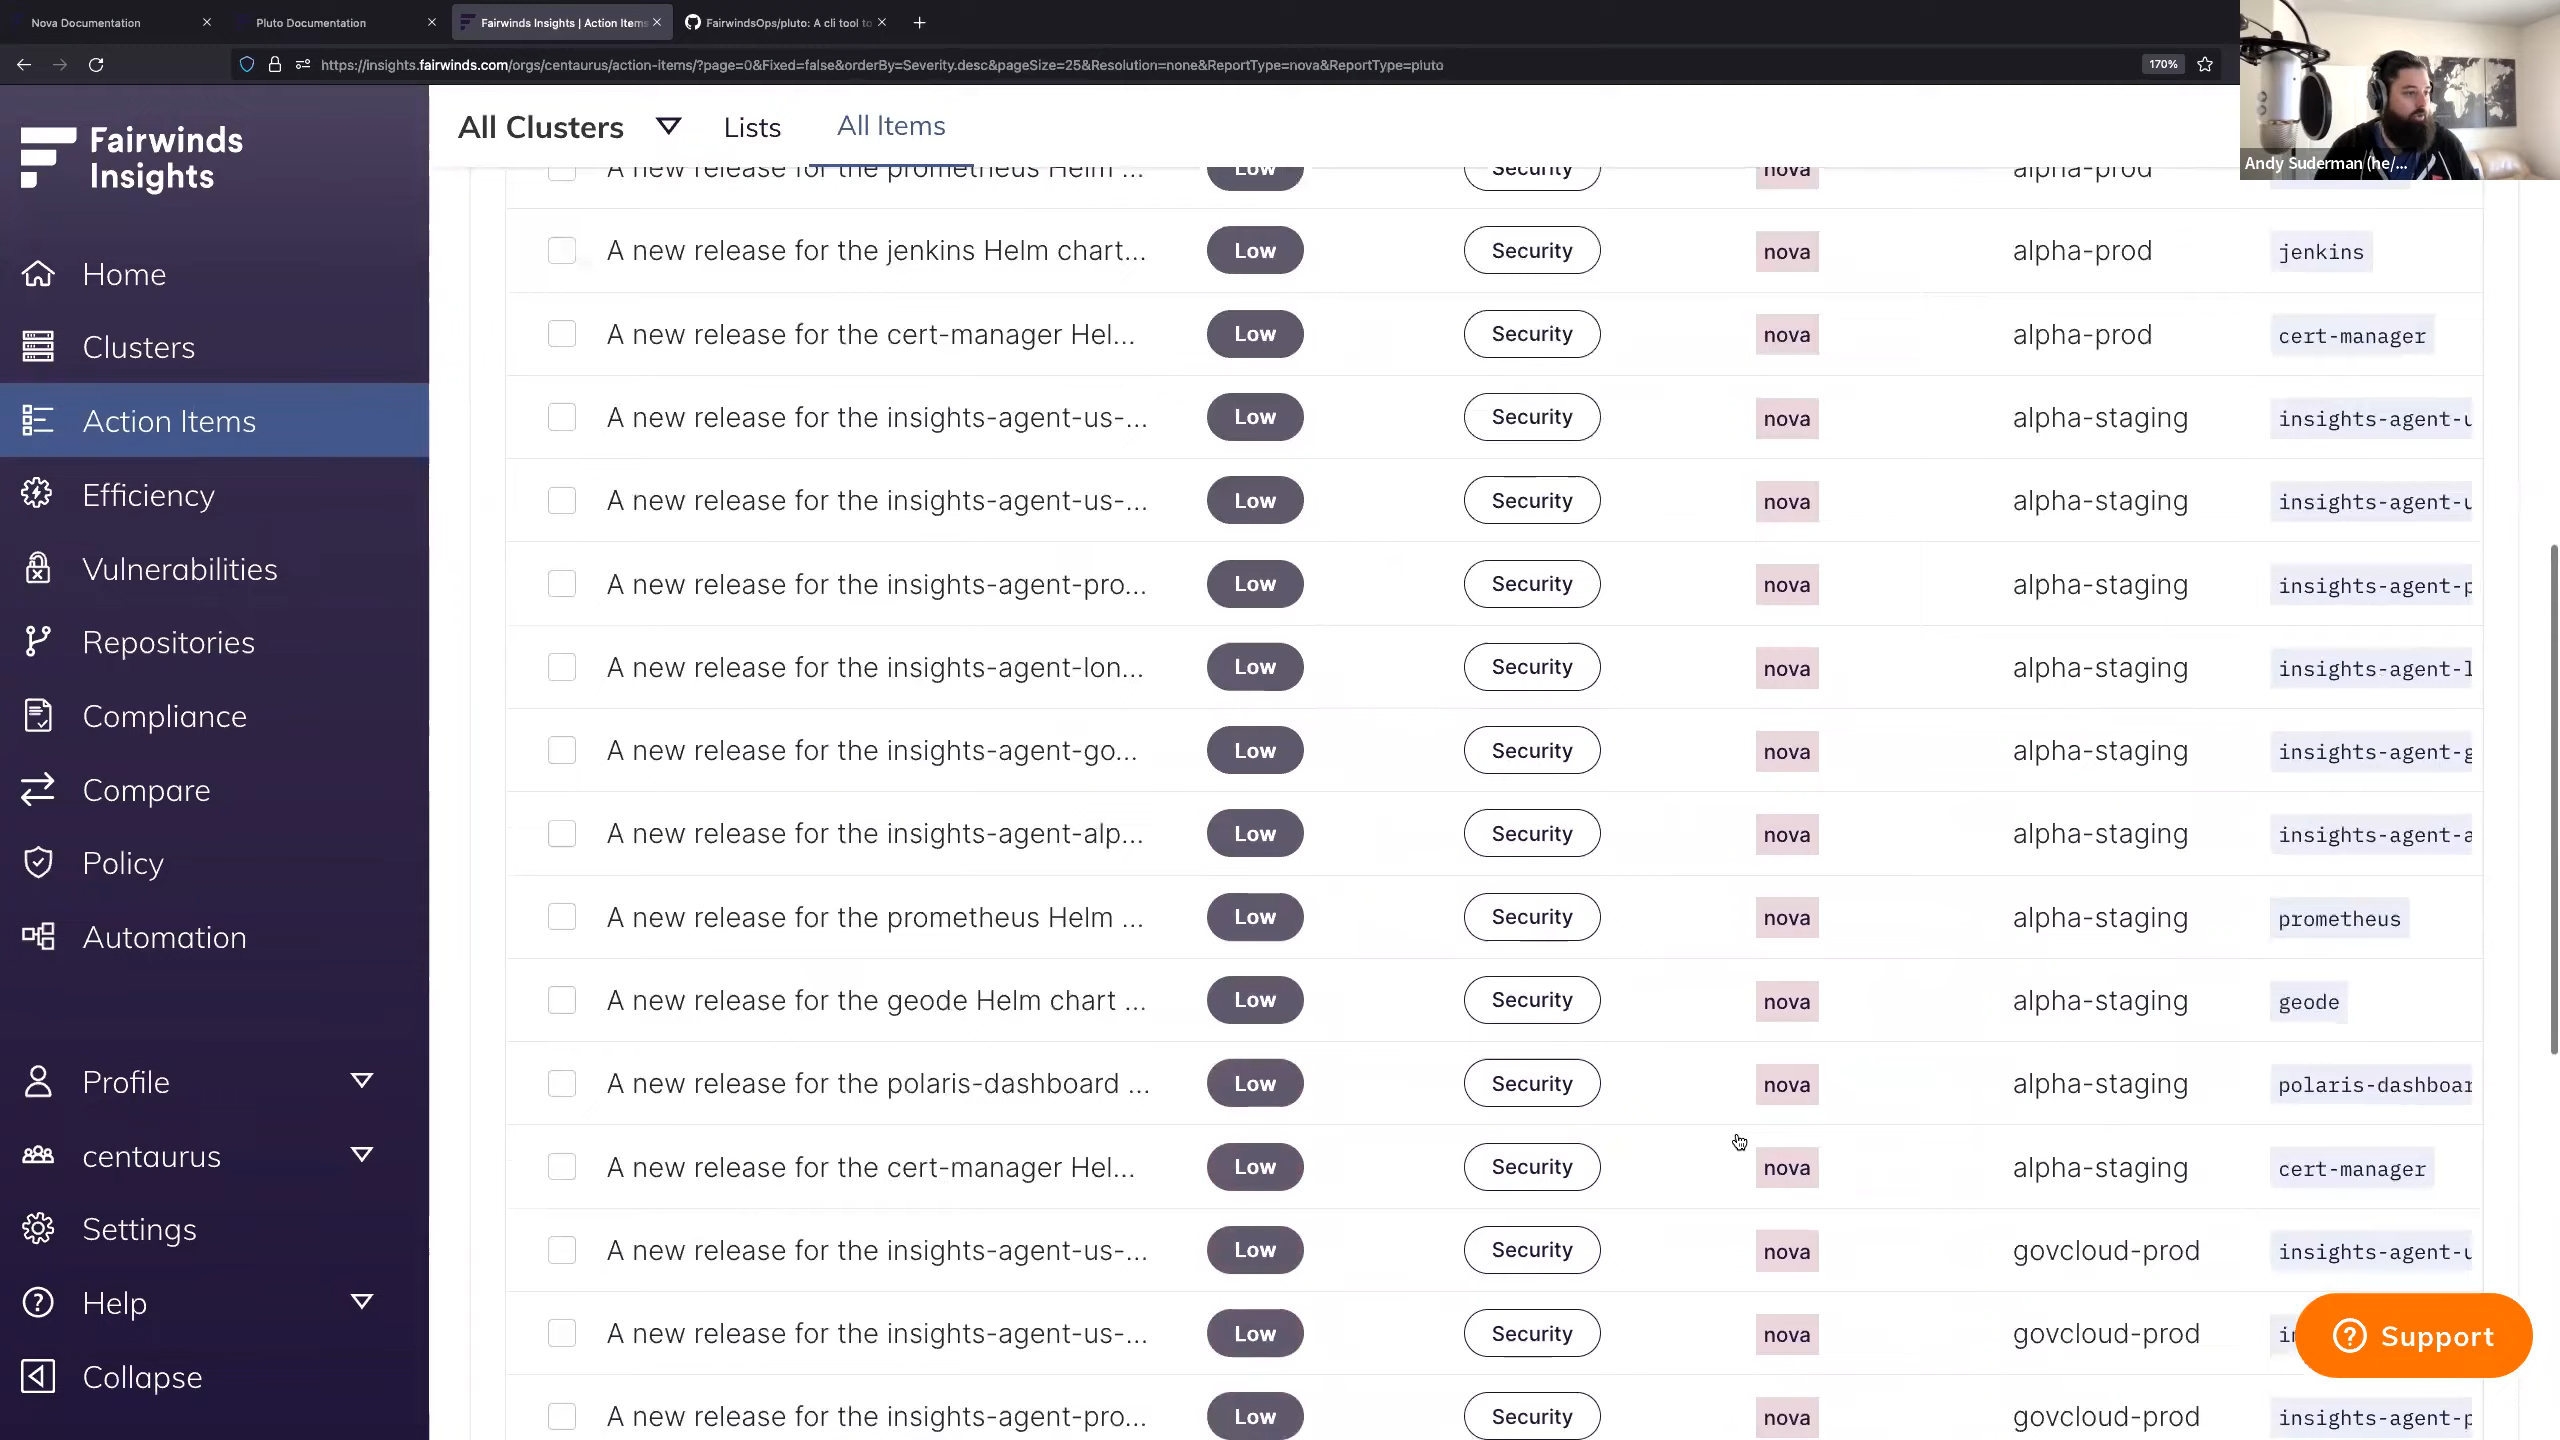 Nova Documentation
Pluto Documentation
Fairwinds Insights | Action Items
FairwindsOps/pluto: A cli tool to
https://insights.fairwinds.com/orgs/centaurus/action-items/?page=0&Fixed=false&orderBy=Severity.desc&pageSize=25&Resolution=none&ReportType=nova&ReportType=pluto
170%
Andy Suderman (he/...
Fairwinds
Insights
Home
Clusters
Action Items
Efficiency
Vulnerabilities
Repositories
Compliance
Compare
Policy
Automation
Profile
centaurus
Settings
Help
Collapse
All Clusters Lists All Items
A new release for the prometheus Helm ... Low Security nova alpha-prod
A new release for the jenkins Helm chart... Low Security nova alpha-prod jenkins
A new release for the cert-manager Hel... Low Security nova alpha-prod cert-manager
A new release for the insights-agent-us-... Low Security nova alpha-staging insights-agent-u
A new release for the insights-agent-us-... Low Security nova alpha-staging insights-agent-u
A new release for the insights-agent-pro... Low Security nova alpha-staging insights-agent-p
A new release for the insights-agent-lon... Low Security nova alpha-staging insights-agent-l
A new release for the insights-agent-go... Low Security nova alpha-staging insights-agent-g
A new release for the insights-agent-alp... Low Security nova alpha-staging insights-agent-a
A new release for the prometheus Helm ... Low Security nova alpha-staging prometheus
A new release for the geode Helm chart ... Low Security nova alpha-staging geode
A new release for the polaris-dashboard ... Low Security nova alpha-staging polaris-dashboar
A new release for the cert-manager Hel... Low Security nova alpha-staging cert-manager
A new release for the insights-agent-us-... Low Security nova govcloud-prod insights-agent-u
A new release for the insights-agent-us-... Low Security nova govcloud-prod
A new release for the insights-agent-pro... Low Security nova govcloud-prod insights-agent-p
Support